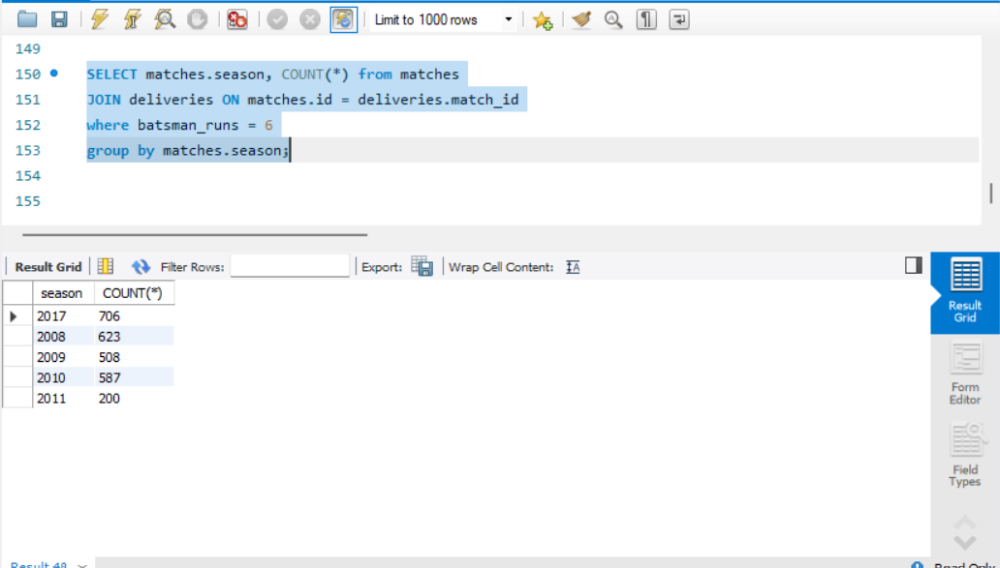 Limit to 1000 rows
149
150 SELECT matches.season, COUNT(*) from matches
151 JOIN deliveries ON matches.id = deliveries.match_id
152 where batsman_runs = 6
153 group by matches.season;
154
155
Result Grid Filter Rows: Export: Wrap Cell Content: IA
season COUNT(*)
2017 706
2008 623
2009 508
2010 587
2011 200
Result
Grid
Form
Editor
Field
Types
Result 48 Read Only